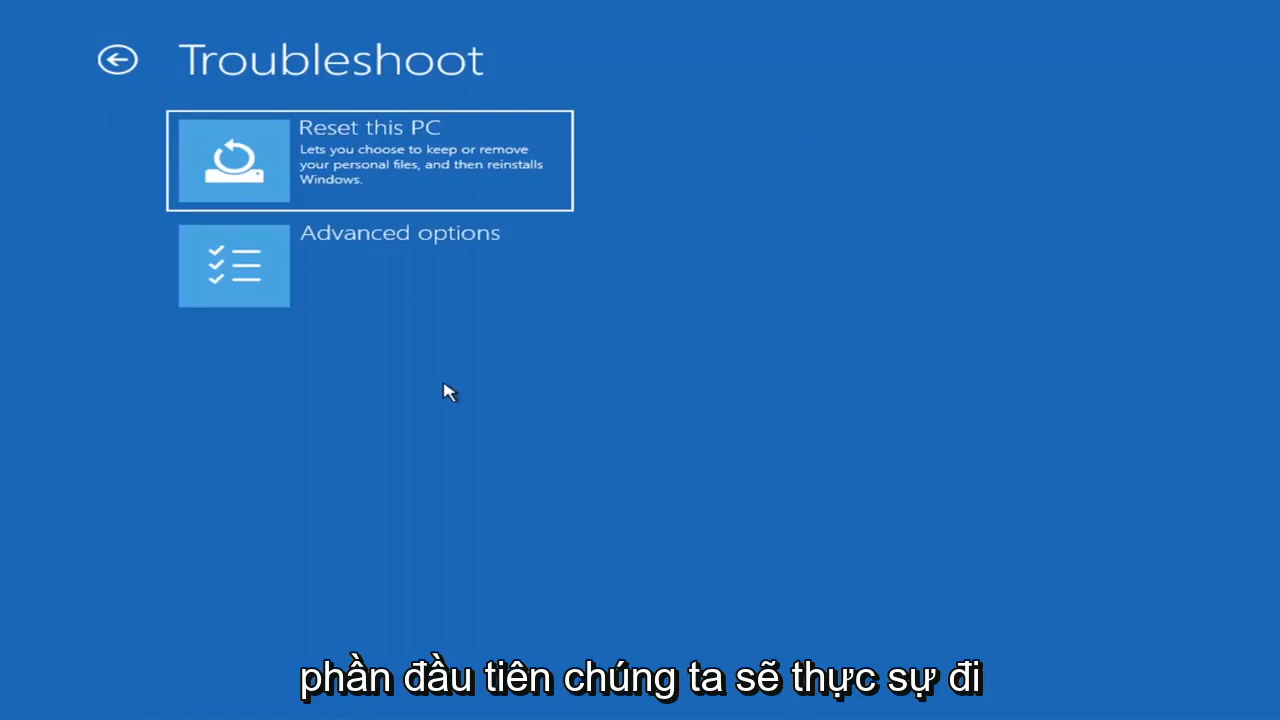 Troubleshoot
Reset this PC
Lets you choose to keep or remove
your personal files, and then reinstalls
Windows.
Advanced options
phần đầu tiên chúng ta sẽ thực sự đi